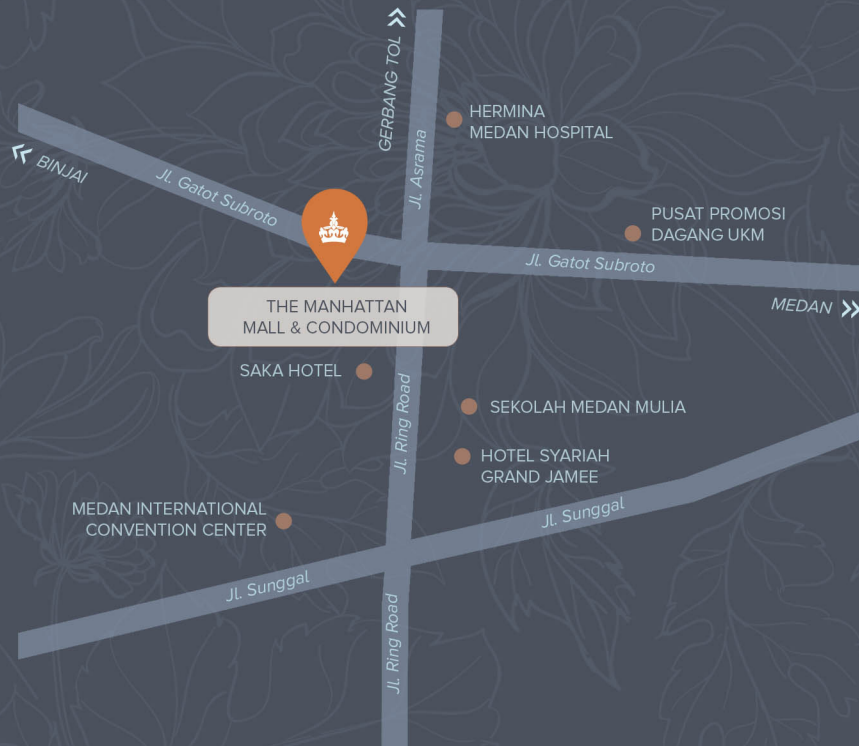 GERBANG TOL
HERMINA
MEDAN HOSPITAL
BINJAI
Jl. Gatot Subroto
Jl. Asrama
PUSAT PROMOSI
DAGANG UKM
Jl. Gatot Subroto
MEDAN
THE MANHATTAN
MALL & CONDOMINIUM
SAKA HOTEL
Jl. Ring Road
SEKOLAH MEDAN MULIA
HOTEL SYARIAH
GRAND JAMEE
MEDAN INTERNATIONAL
CONVENTION CENTER
Jl. Sunggal
Jl. Sunggal
Jl. Ring Road